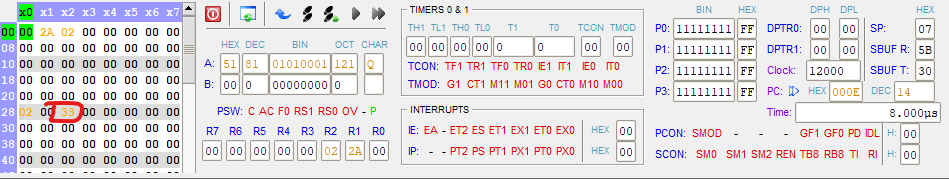 x0 x1 x2 x3 x4 x5 x6 x7
00 00 2A 02 00 00 00 00 00
08 00 00 00 00 00 00 00 00
10 00 00 00 00 00 00 00 00
18 00 00 00 00 00 00 00 00
20 00 00 00 00 00 00 00 00
28 02 00 33 00 00 00 00 00
30 00 00 00 00 00 00 00 00
38 00 00 00 00 00 00 00 00
40 00 00 00 00 00 00 00 00
HEX DEC BIN OCT CHAR
A: 51 81 01010001 121 Q
B: 00 0 00000000 0
PSW: C AC F0 RS1 RS0 OV - P
R7 R6 R5 R4 R3 R2 R1 R0
00 00 00 00 00 02 2A 00
TIMERS 0 & 1
TH1 TL1 TH0 TL0 T1 T0 TCON TMOD
00 00 00 00 0 0 00 00
TCON: TF1 TR1 TF0 TR0 IE1 IT1 IE0 IT0
TMOD: G1 CT1 M11 M01 G0 CT0 M10 M00
INTERRUPTS
IE: EA - ET2 ES ET1 EX1 ET0 EX0 HEX 00
IP: - - PT2 PS PT1 PX1 PT0 PX0 HEX 00
BIN HEX
P0: 11111111 FF
P1: 11111111 FF
P2: 11111111 FF
P3: 11111111 FF
DPH DPL
DPTR0: 00 00
DPTR1: 00 00
Clock: 12000
HEX
SP: 07
SBUF R: 5B
SBUF T: 30
PC: HEX 000E DEC 14
Time: 8.000µs
PCON: SMOD - - - GF1 GF0 PD IDL H: 00
SCON: SM0 SM1 SM2 REN TB8 RB8 TI RI H: 00